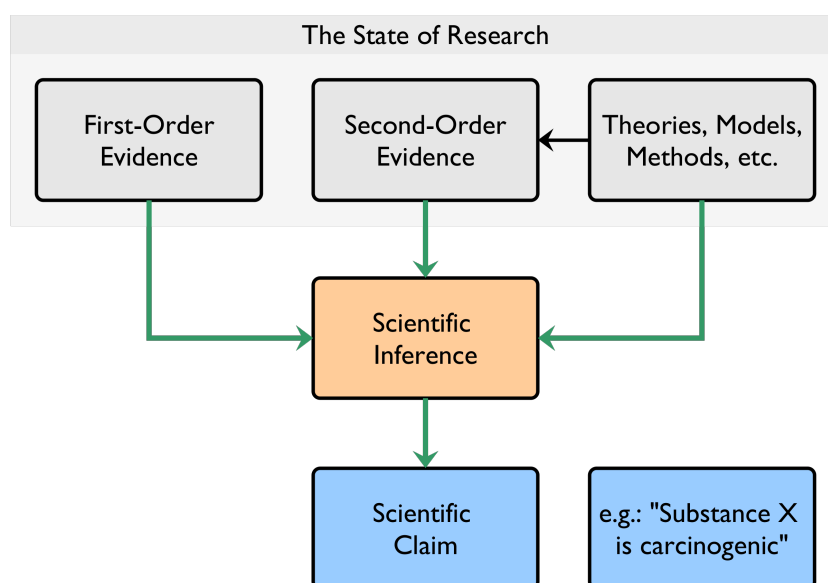 The State of Research
First-Order
Evidence
Second-Order
Evidence
Theories, Models,
Methods, etc.
Scientific
Inference
Scientific
Claim
e.g.: "Substance X
is carcinogenic"